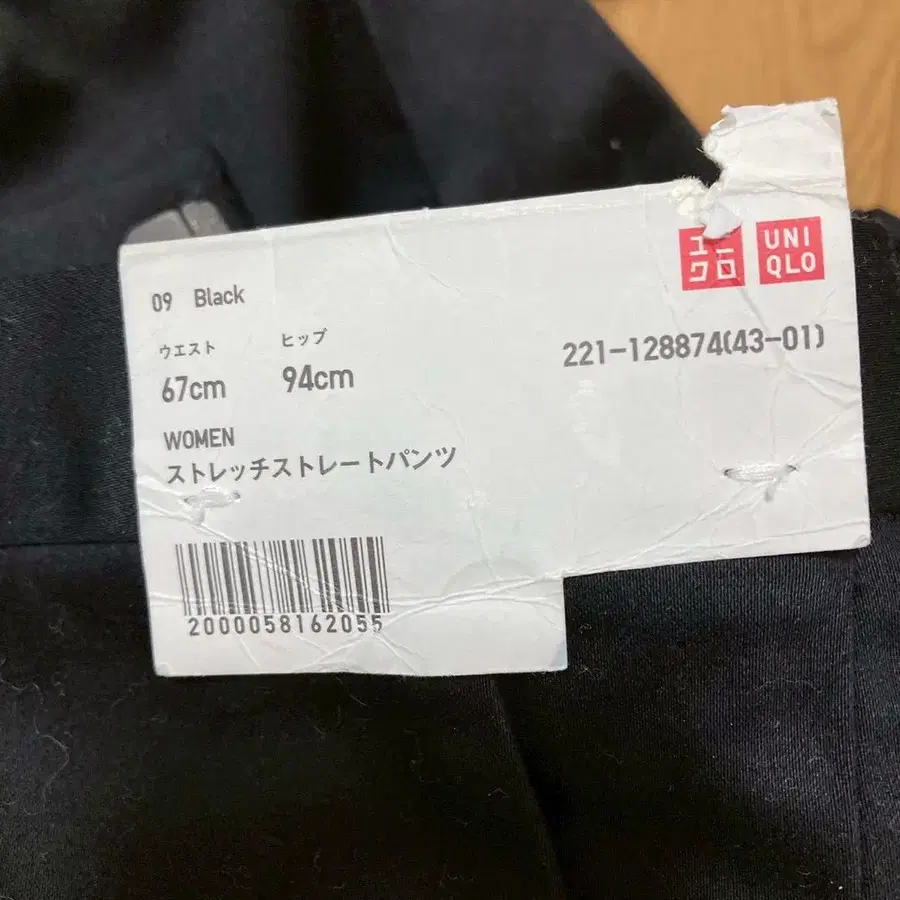 ユニ
クロ
UNI
QLO
09 Black
ウエスト ヒップ
67cm 94cm
221-128874(43-01)
WOMEN
ストレッチストレートパンツ
2000058162055